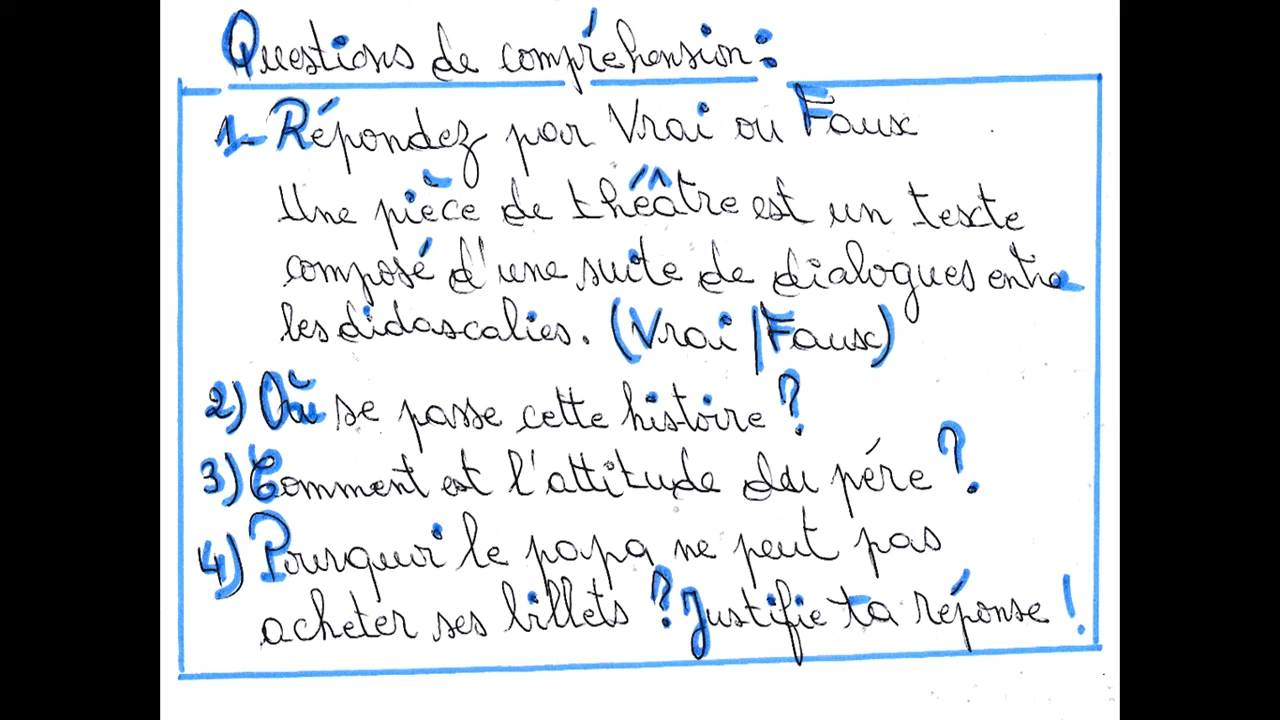 Questions de compréhension:
1- Répondez par Vrai ou Faux
Une pièce de théâtre est un texte
composé d'une suite de dialogues entre
les didascalies. (Vrai/Faux)
2) Où se passe cette histoire ?
3) Comment est l'attitude du pére ?
4) Pourquoi le papa ne peut pas
acheter ses billets ? Justifie ta réponse !